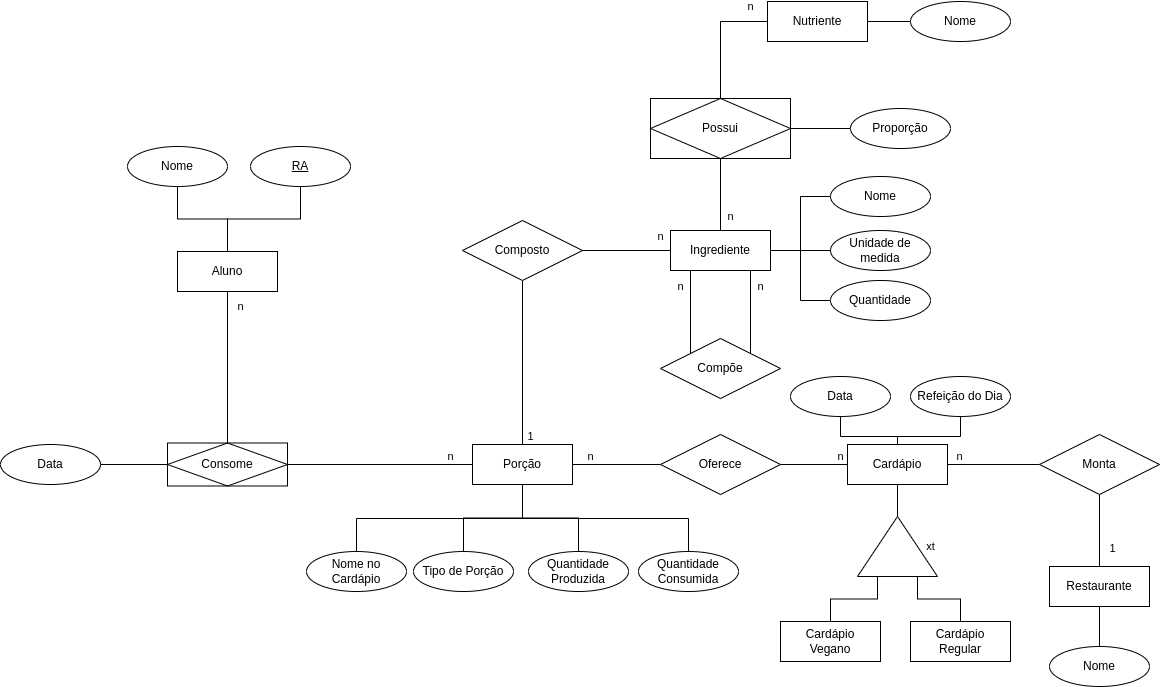 n
Nutriente
Nome
Possui
Proporção
Nome
RA
Nome
n
Composto
n
Ingrediente
Unidade de
medida
Aluno
n
n
n
Quantidade
Compõe
Data
Refeição do Dia
1
Data
Consome
n
Porção
n
Oferece
n
Cardápio
n
Monta
xt
1
Nome no
Cardápio
Tipo de Porção
Quantidade
Produzida
Quantidade
Consumida
Restaurante
Cardápio
Vegano
Cardápio
Regular
Nome